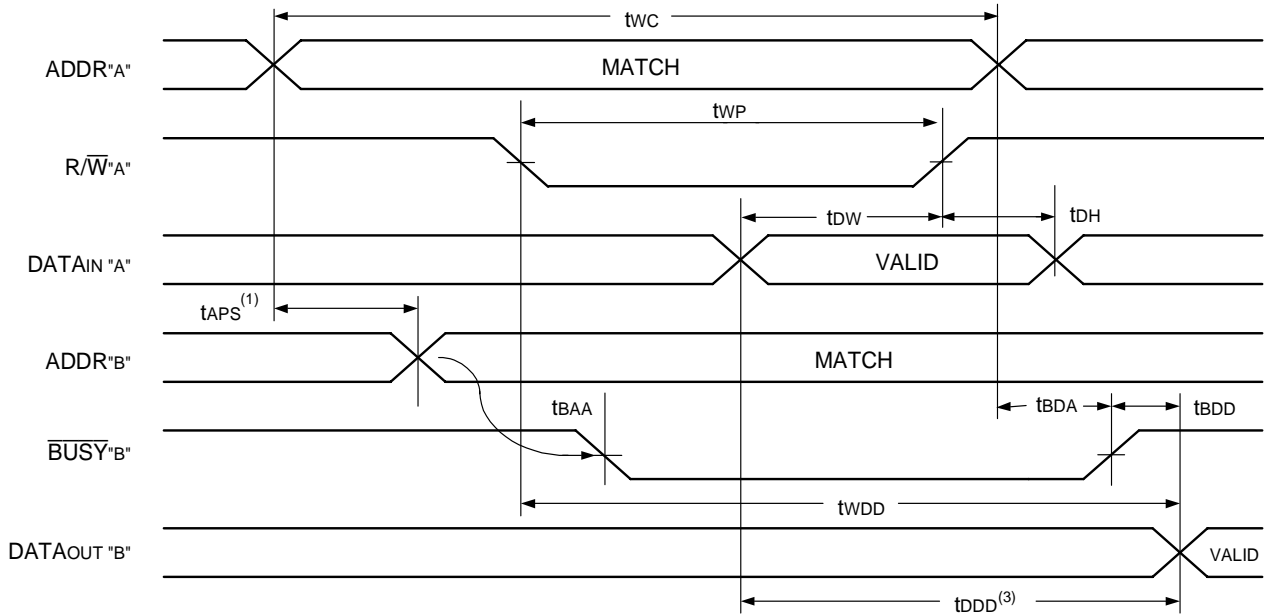 tWC
ADDR"A"
MATCH
tWP
R/W̅"A"
tDW
tDH
DATAIN "A"
VALID
tAPS(1)
ADDR"B"
MATCH
tBAA
tBDA
tBDD
B̅U̅S̅Y̅"B"
tWDD
DATAOUT "B"
VALID
tDDD(3)